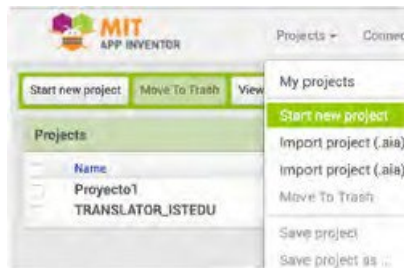 MIT
APP INVENTOR
Projects
Connec
Start new project
Move To Trash
View
Projects
Name
Proyecto1
TRANSLATOR_ISTEDU
My projects
Start new project
Import project (.aia)
Import project (.aia)
Move To Trash
Save project
Save project as ...